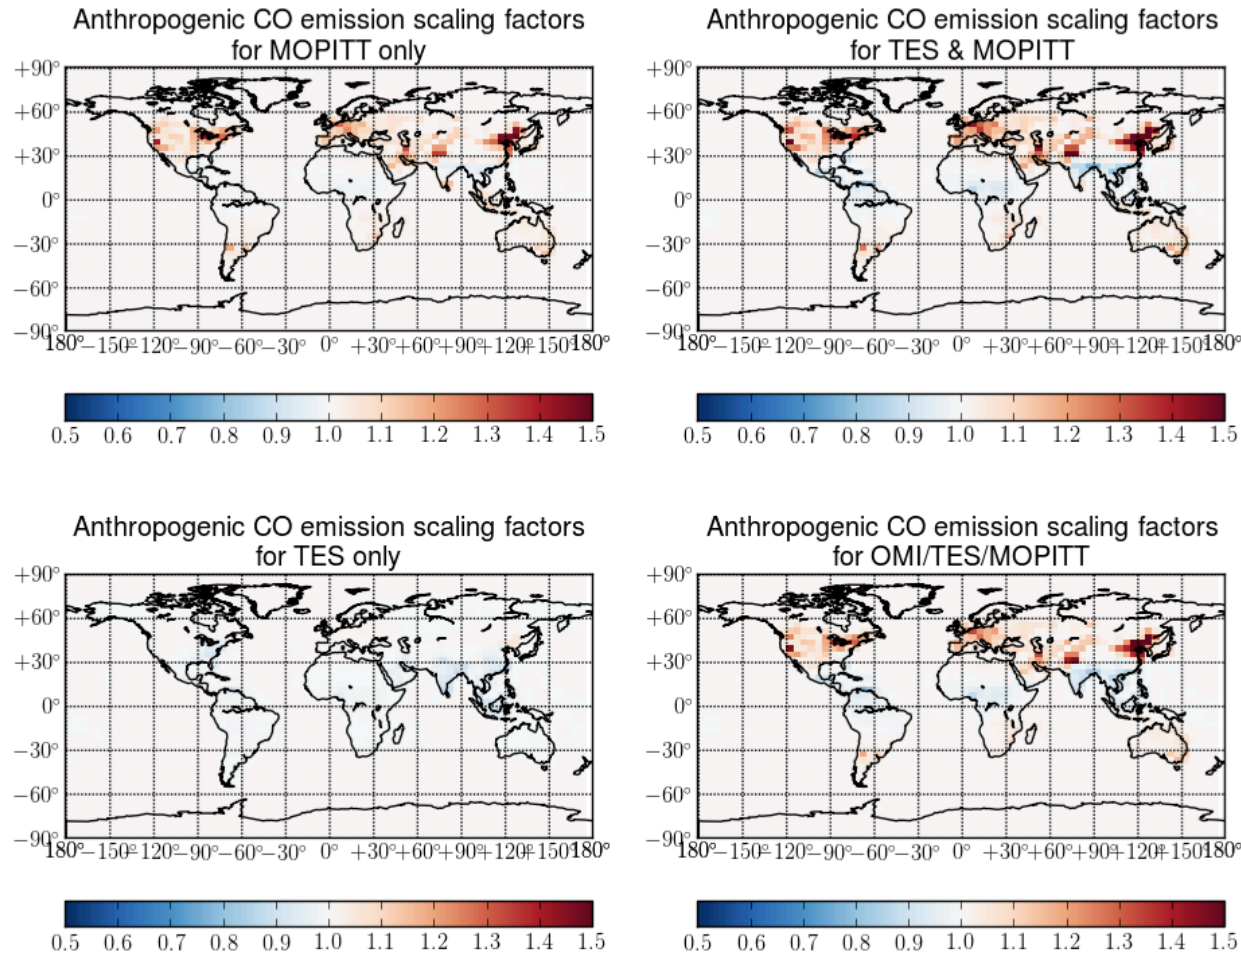 Anthropogenic CO emission scaling factors
for MOPITT only
+90°
+60°
+30°
0°
−30°
−60°
−90°
180° −150° −120° −90° −60° −30° 0° +30° +60° +90° +120° +150° 180°
0.5 0.6 0.7 0.8 0.9 1.0 1.1 1.2 1.3 1.4 1.5
Anthropogenic CO emission scaling factors
for TES & MOPITT
+90°
+60°
+30°
0°
−30°
−60°
−90°
180° −150° −120° −90° −60° −30° 0° +30° +60° +90° +120° +150° 180°
0.5 0.6 0.7 0.8 0.9 1.0 1.1 1.2 1.3 1.4 1.5
Anthropogenic CO emission scaling factors
for TES only
+90°
+60°
+30°
0°
−30°
−60°
−90°
180° −150° −120° −90° −60° −30° 0° +30° +60° +90° +120° +150° 180°
0.5 0.6 0.7 0.8 0.9 1.0 1.1 1.2 1.3 1.4 1.5
Anthropogenic CO emission scaling factors
for OMI/TES/MOPITT
+90°
+60°
+30°
0°
−30°
−60°
−90°
180° −150° −120° −90° −60° −30° 0° +30° +60° +90° +120° +150° 180°
0.5 0.6 0.7 0.8 0.9 1.0 1.1 1.2 1.3 1.4 1.5